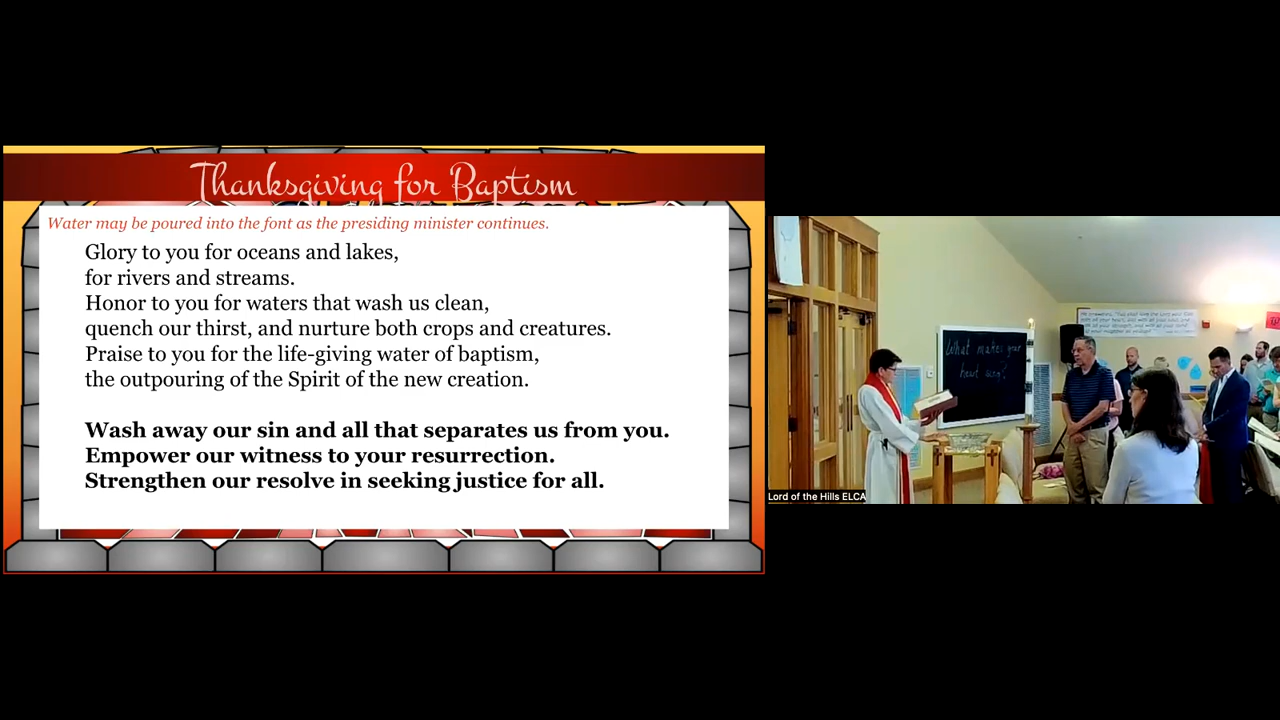 Thanksgiving for Baptism
Water may be poured into the font as the presiding minister continues.
Glory to you for oceans and lakes,
for rivers and streams.
Honor to you for waters that wash us clean,
quench our thirst, and nurture both crops and creatures.
Praise to you for the life-giving water of baptism,
the outpouring of the Spirit of the new creation.
Wash away our sin and all that separates us from you.
Empower our witness to your resurrection.
Strengthen our resolve in seeking justice for all.
What makes your
heart
Lord of the Hills ELCA